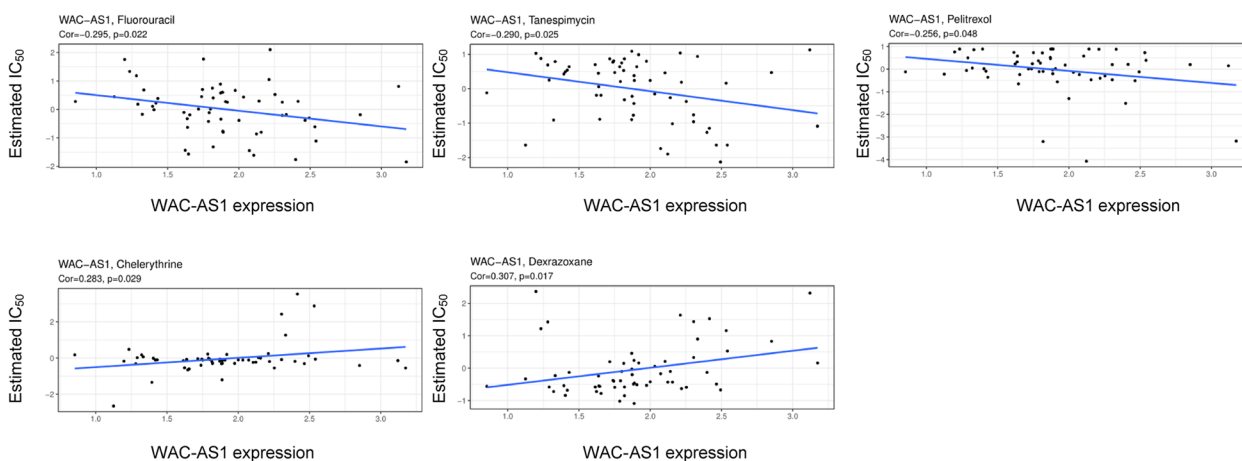 WAC−AS1, Fluorouracil
Cor=−0.295, p=0.022
Estimated IC50
2
1
0
−1
−2
1.0 1.5 2.0 2.5 3.0
WAC-AS1 expression
WAC−AS1, Tanespimycin
Cor=−0.290, p=0.025
Estimated IC50
1
0
−1
−2
1.0 1.5 2.0 2.5 3.0
WAC-AS1 expression
WAC−AS1, Pelitrexol
Cor=−0.256, p=0.048
Estimated IC50
1
0
−1
−2
−3
−4
1.0 1.5 2.0 2.5 3.0
WAC-AS1 expression
WAC−AS1, Chelerythrine
Cor=0.283, p=0.029
Estimated IC50
2
0
−2
1.0 1.5 2.0 2.5 3.0
WAC-AS1 expression
WAC−AS1, Dexrazoxane
Cor=0.307, p=0.017
Estimated IC50
2
1
0
−1
1.0 1.5 2.0 2.5 3.0
WAC-AS1 expression